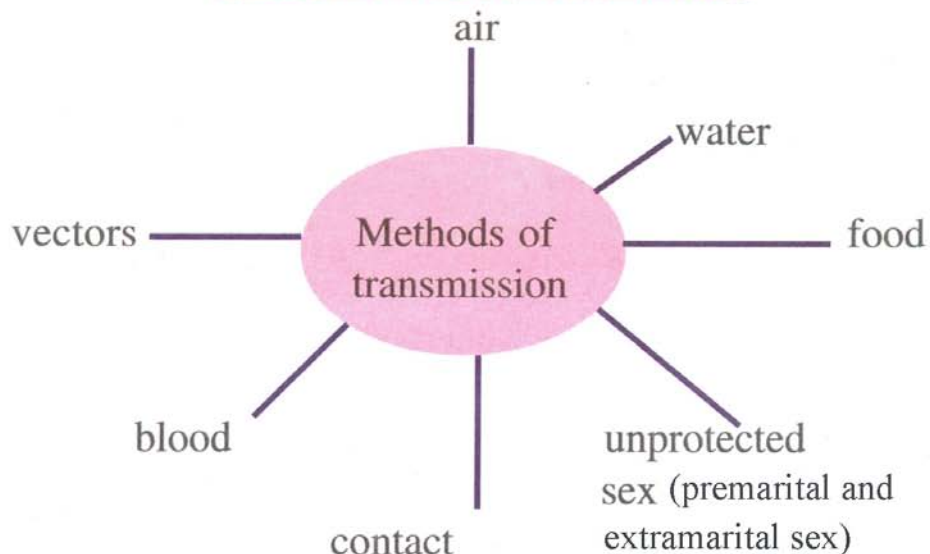 air
water
vectors
Methods of
transmission
food
blood
unprotected
sex (premarital and
extramarital sex)
contact